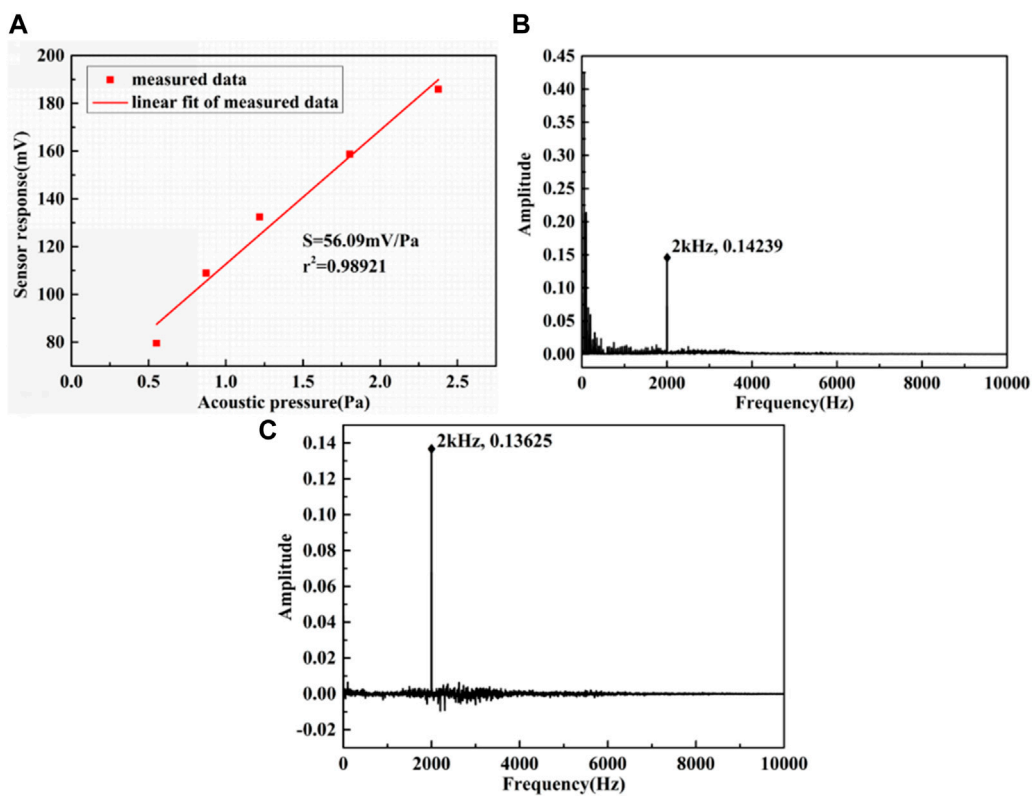 A
200
180
160
140
120
100
80
0.0 0.5 1.0 1.5 2.0 2.5
Sensor response(mV)
Acoustic pressure(Pa)
measured data
linear fit of measured data
S=56.09mV/Pa
r²=0.98921
B
0.45
0.40
0.35
0.30
0.25
0.20
0.15
0.10
0.05
0.00
0 2000 4000 6000 8000 10000
Amplitude
Frequency(Hz)
2kHz, 0.14239
C
0.14
0.12
0.10
0.08
0.06
0.04
0.02
0.00
-0.02
0 2000 4000 6000 8000 10000
Amplitude
Frequency(Hz)
2kHz, 0.13625